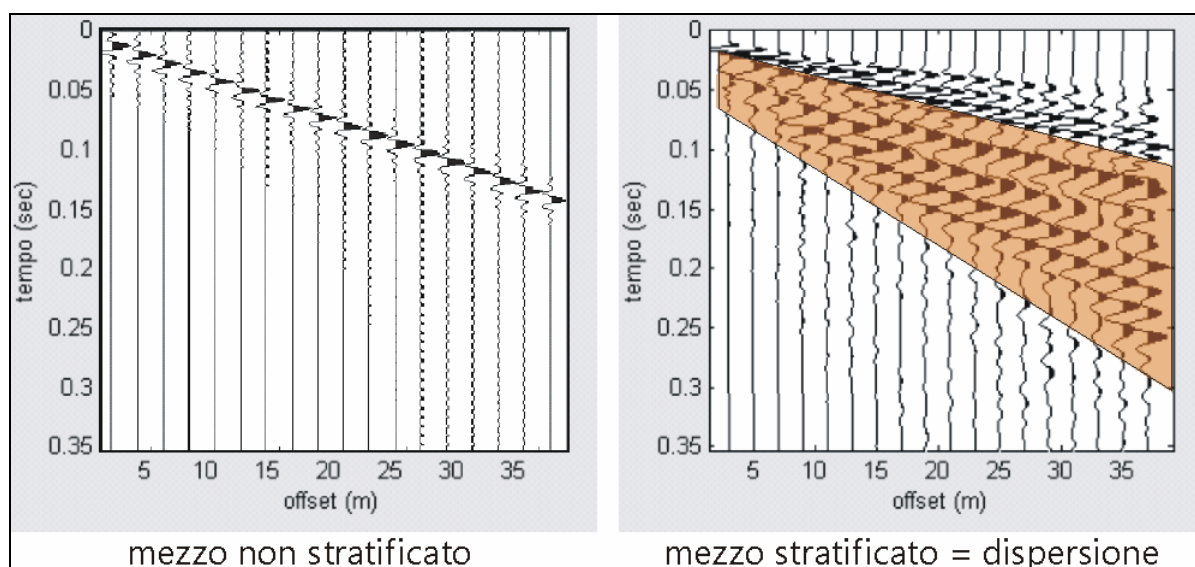 0
0.05
0.1
0.15
0.2
0.25
0.3
0.35
tempo (sec)
5 10 15 20 25 30 35
offset (m)
mezzo non stratificato
0
0.05
0.1
0.15
0.2
0.25
0.3
0.35
tempo (sec)
5 10 15 20 25 30 35
offset (m)
mezzo stratificato = dispersione